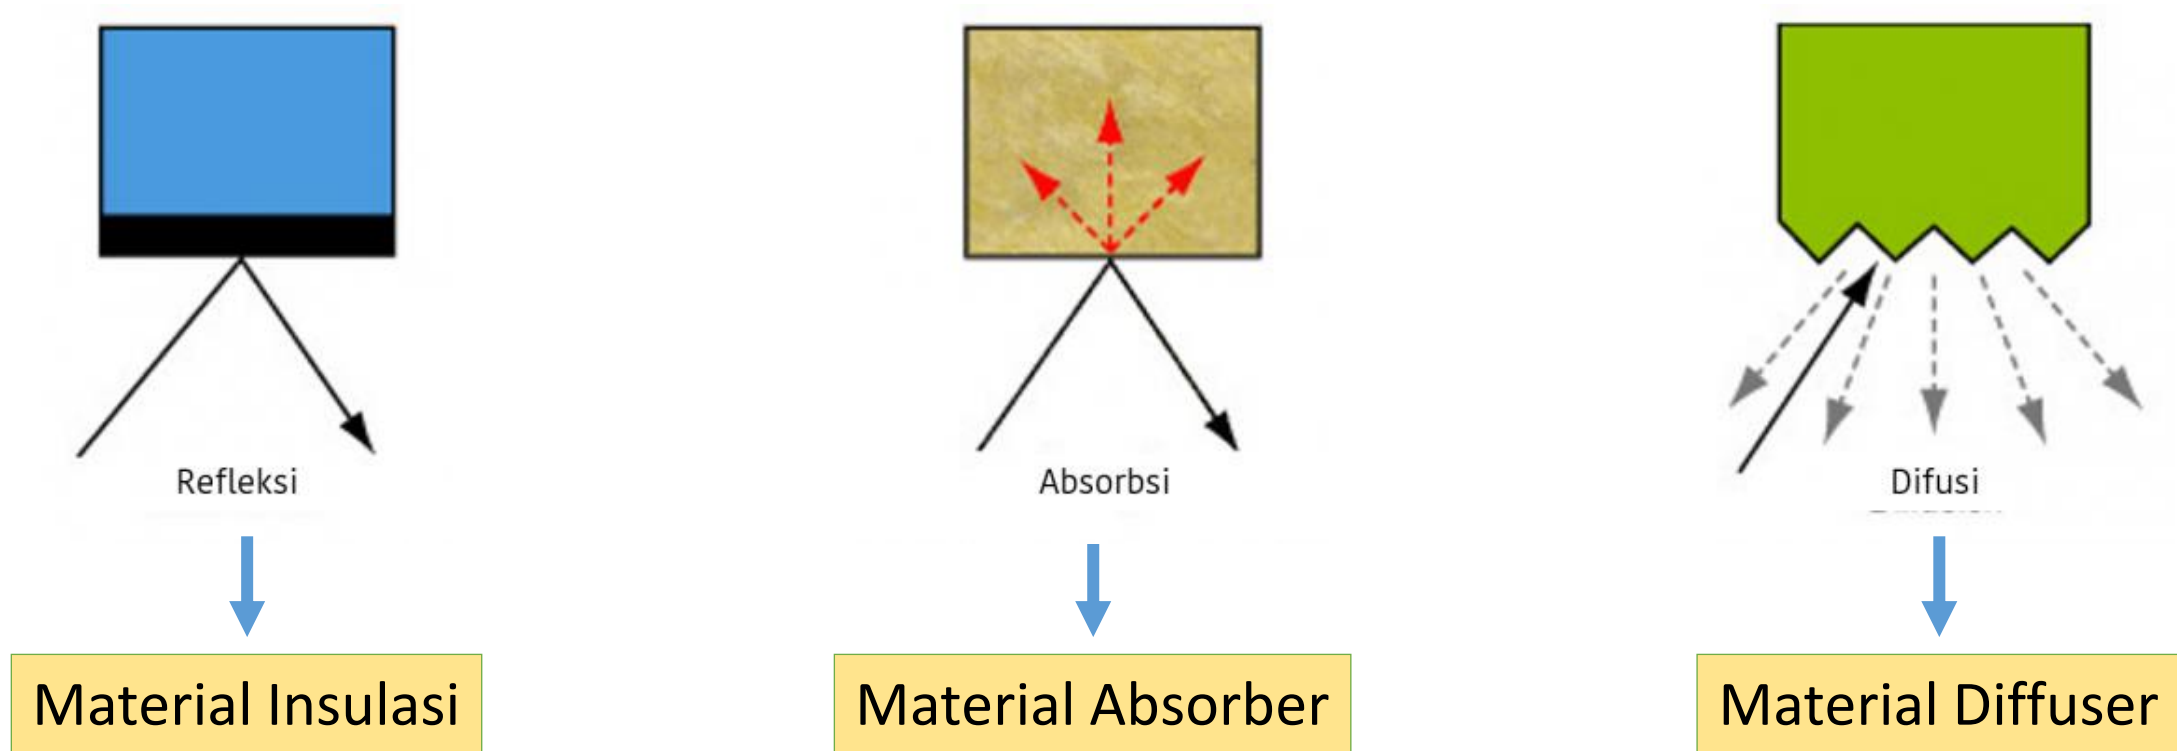 Refleksi
Absorbsi
Difusi
Material Insulasi
Material Absorber
Material Diffuser